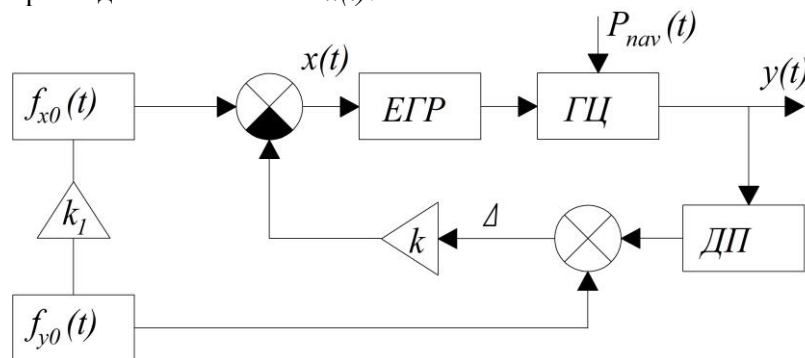 P_nav(t)
x(t)
y(t)
f_x0(t)
ЕГР
ГЦ
k_1
k
Δ
ДП
f_y0(t)